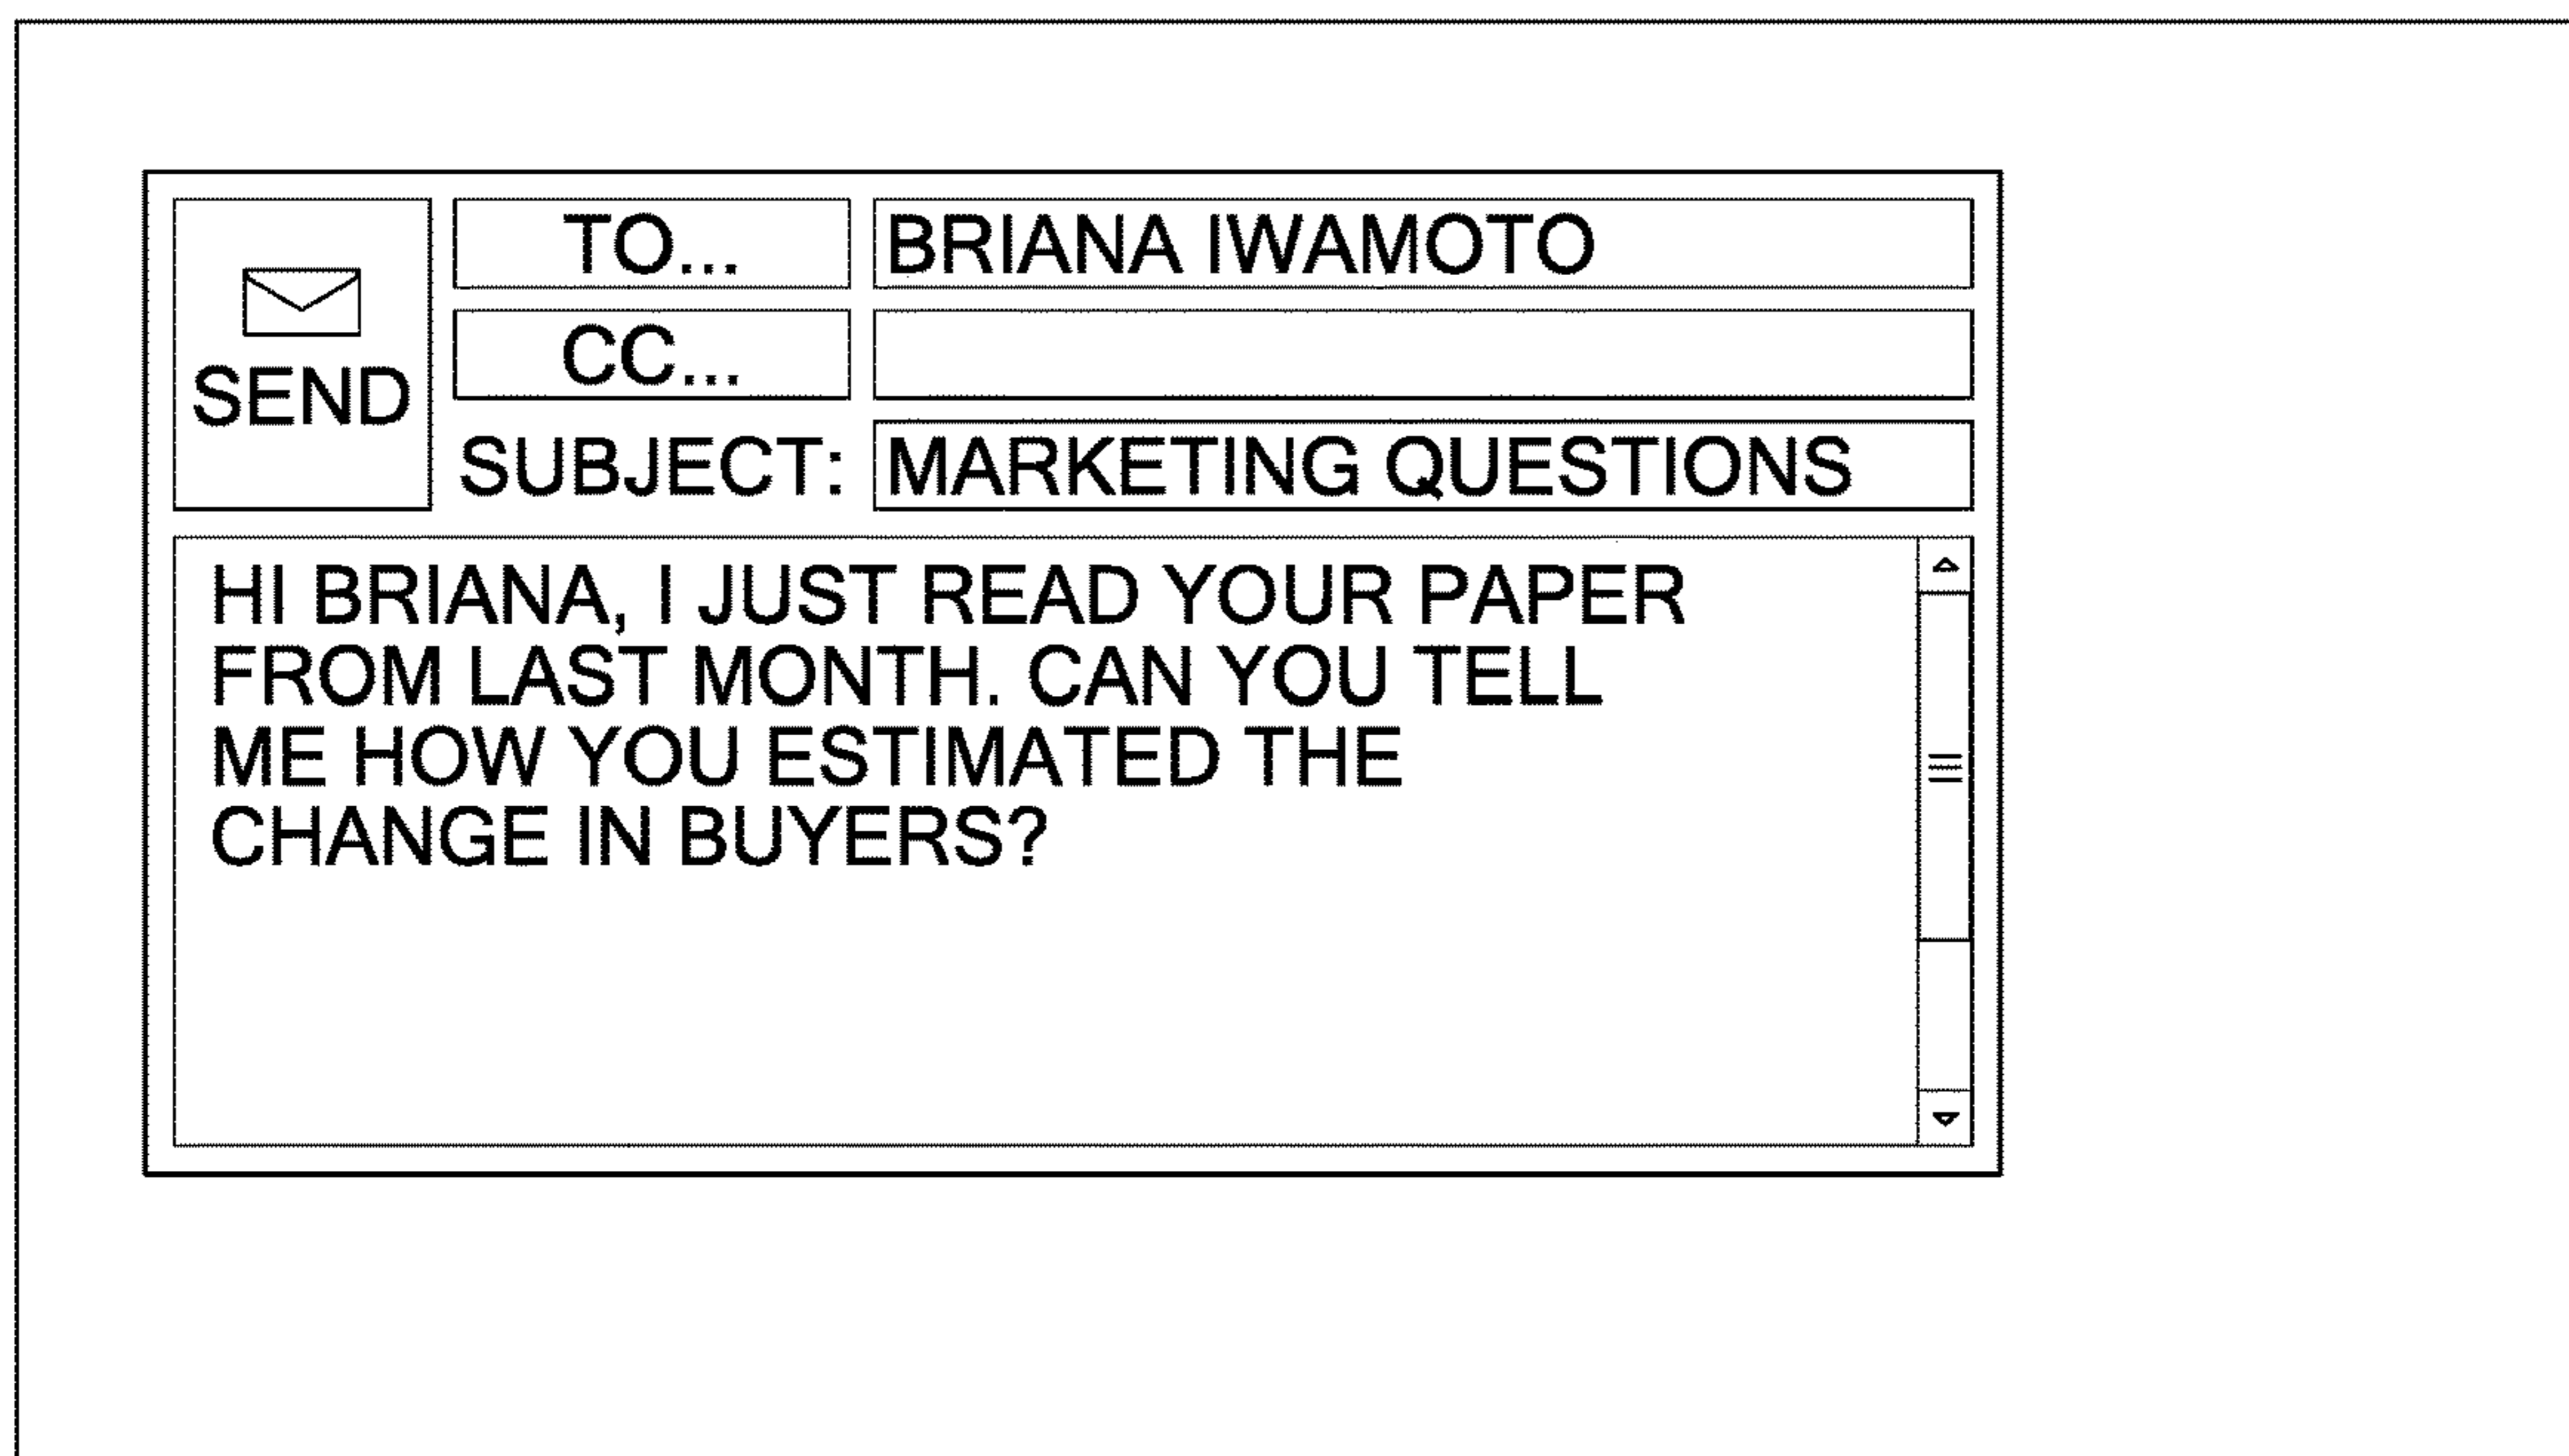 TO... BRIANA IWAMOTO
CC...
SEND
SUBJECT: MARKETING QUESTIONS
HI BRIANA, I JUST READ YOUR PAPER
FROM LAST MONTH. CAN YOU TELL
ME HOW YOU ESTIMATED THE
CHANGE IN BUYERS?